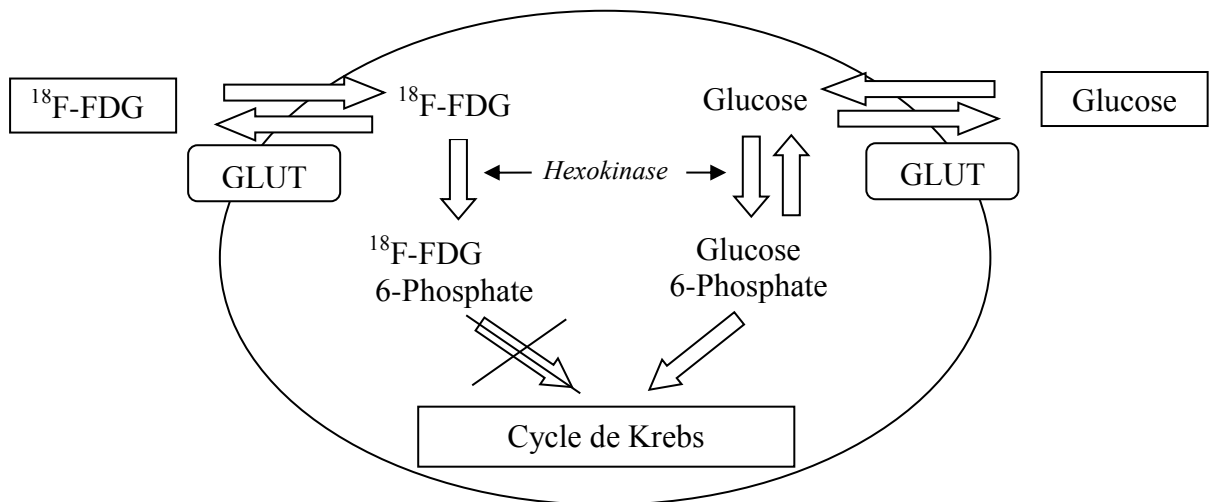 ¹⁸F-FDG
¹⁸F-FDG
Glucose
Glucose
GLUT
Hexokinase
GLUT
¹⁸F-FDG
6-Phosphate
Glucose
6-Phosphate
Cycle de Krebs